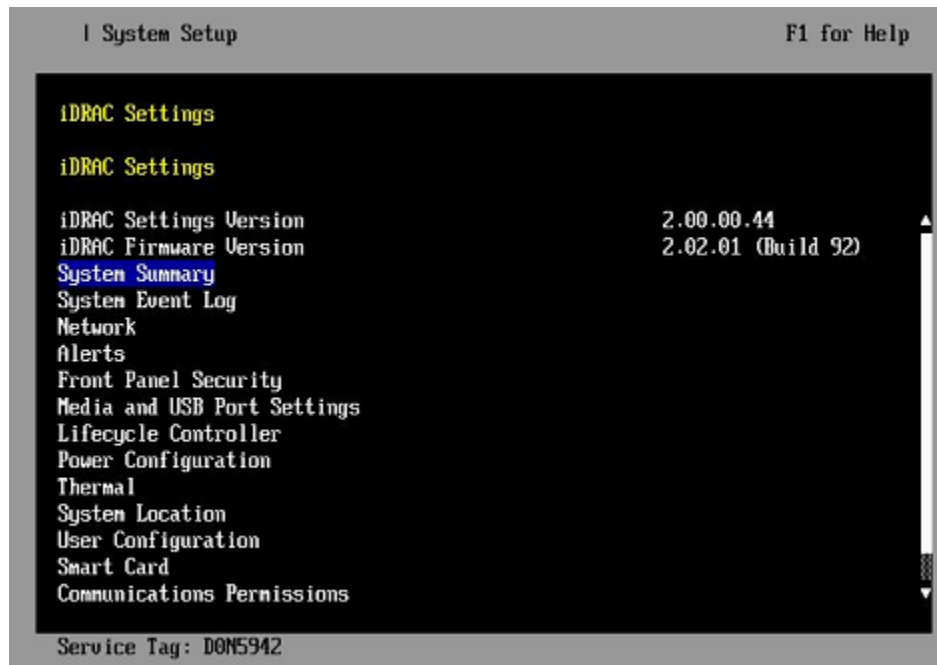 | System Setup F1 for Help
iDRAC Settings
iDRAC Settings
iDRAC Settings Version 2.00.00.44
iDRAC Firmware Version 2.02.01 (Build 92)
System Summary
System Event Log
Network
Alerts
Front Panel Security
Media and USB Port Settings
Lifecycle Controller
Power Configuration
Thermal
System Location
User Configuration
Smart Card
Communications Permissions
Service Tag: D0N5942